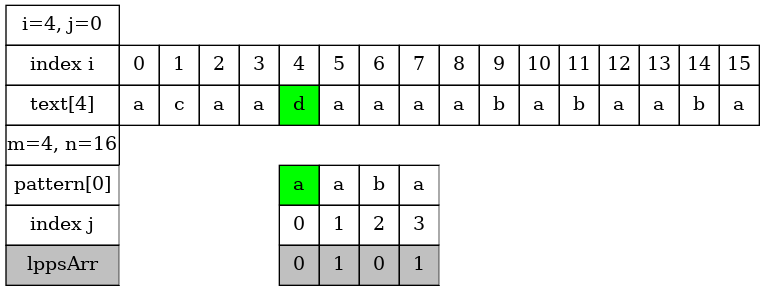 i=4, j=0
index i 0 1 2 3 4 5 6 7 8 9 10 11 12 13 14 15
text[4] a c a a d a a a a b a b a a b a
m=4, n=16
pattern[0] a a b a
index j 0 1 2 3
lppsArr 0 1 0 1